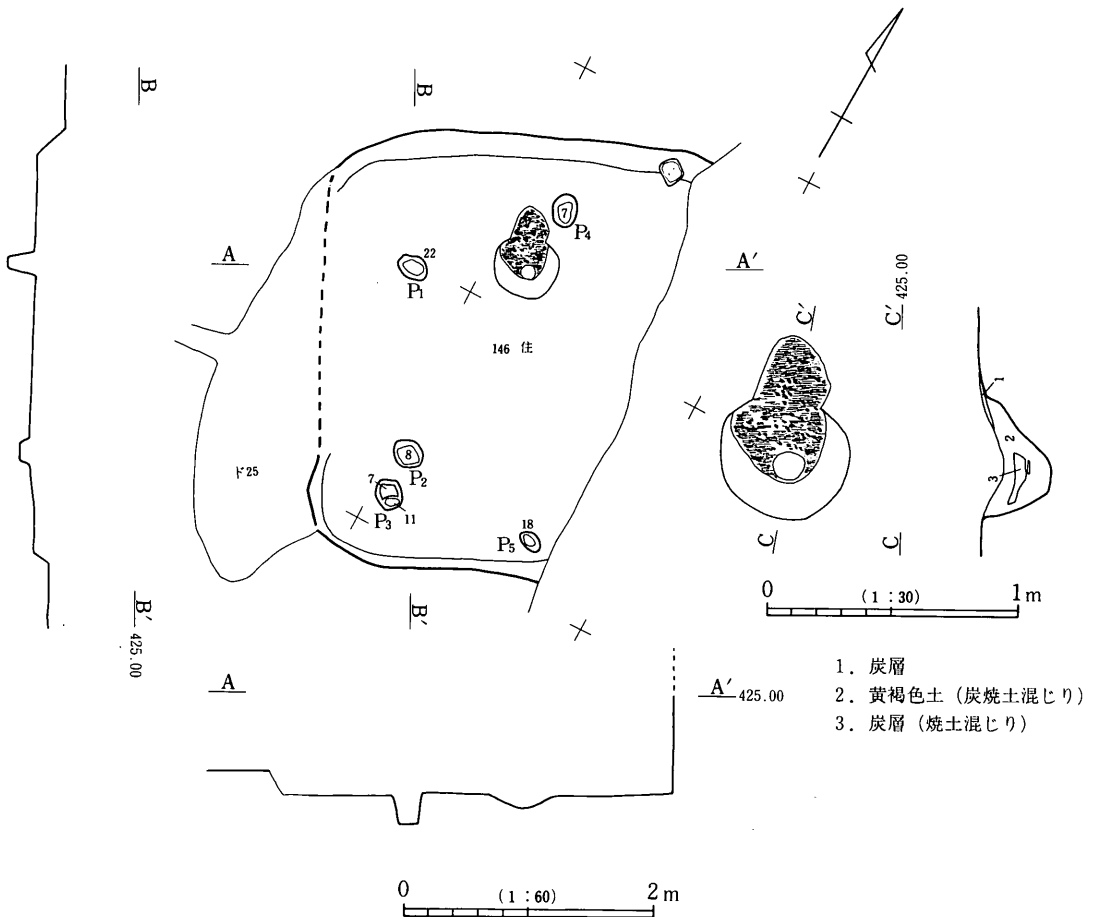 B
B
A
A′
7
P4
22
P1
146 住
C′
C′
425.00
1
2
3
ド25
8
P2
7
11
P3
18
P5
C
C
0 (1 : 30) 1m
B′
425.00
B′
A
A′ 425.00
1. 炭層
2. 黄褐色土 (炭焼土混じり)
3. 炭層 (焼土混じり)
0 (1 : 60) 2m